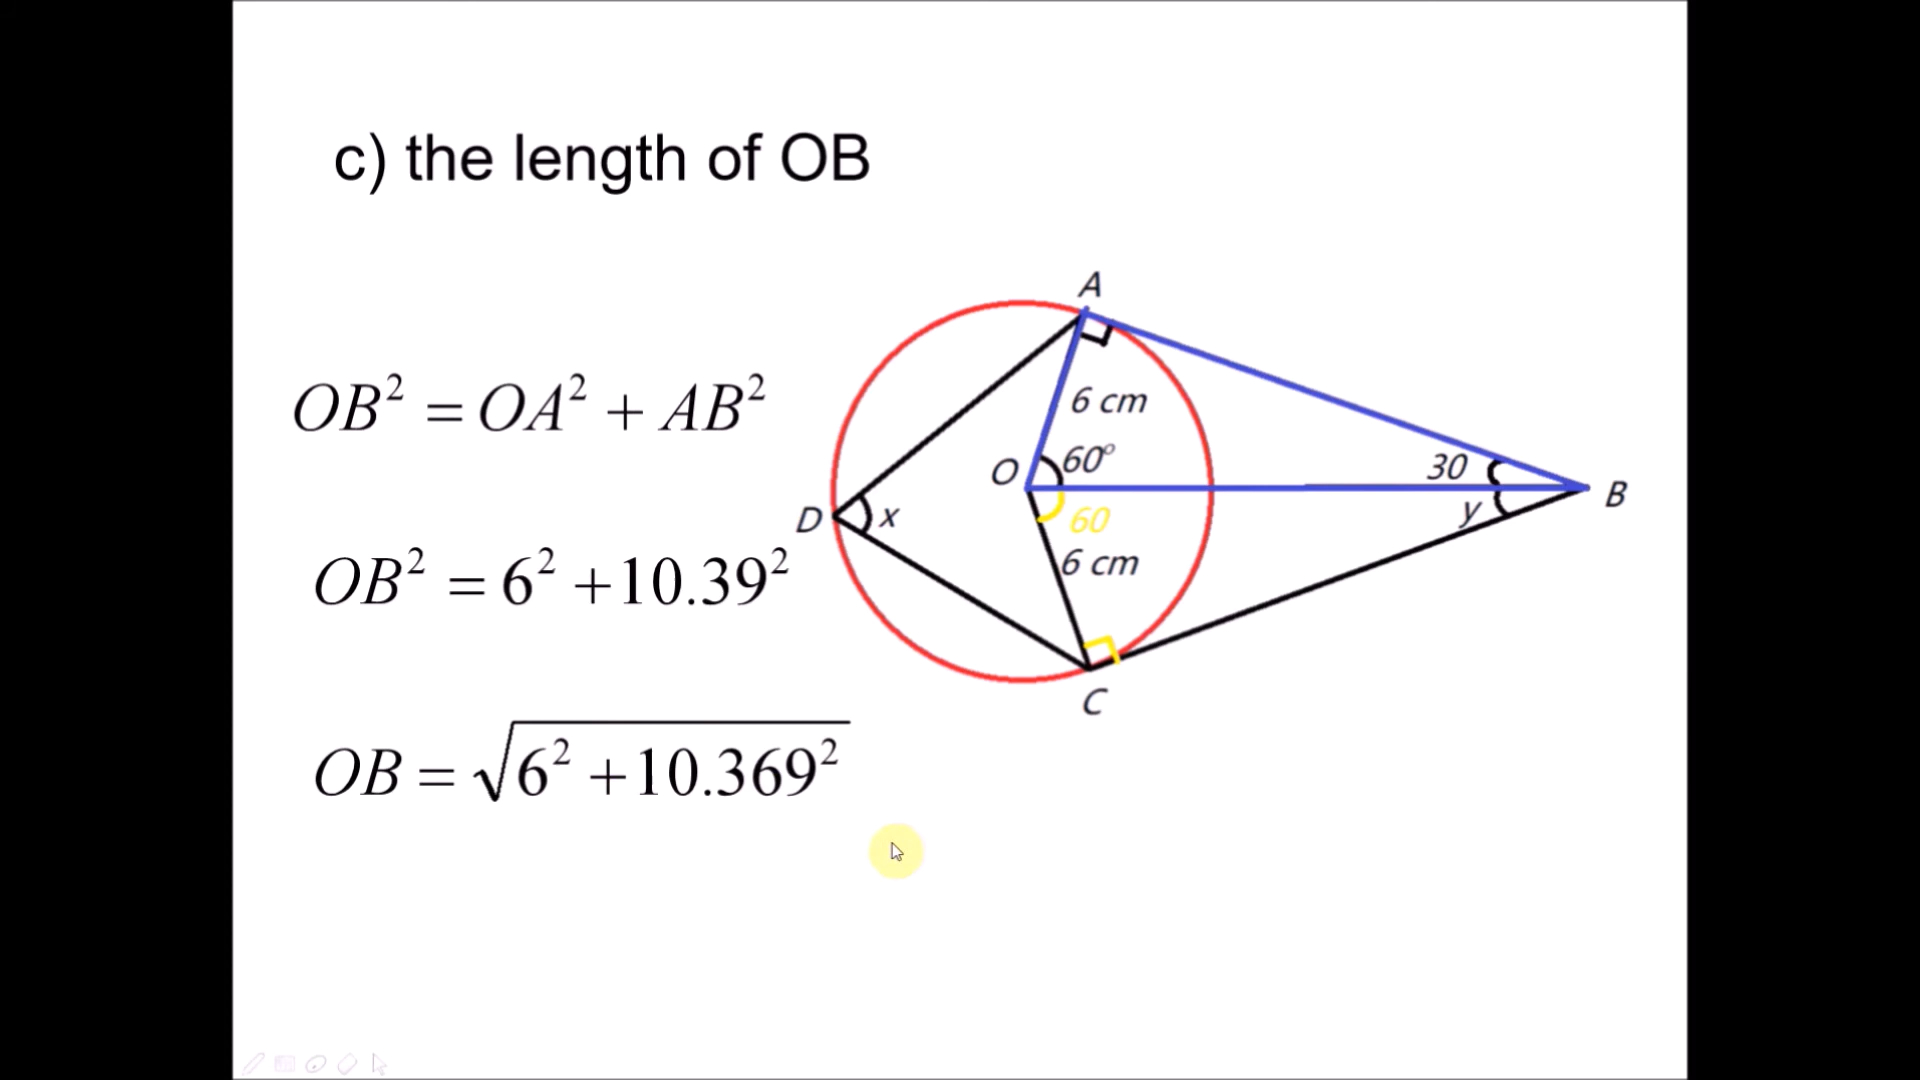 c) the length of OB
A
OB² = OA² + AB²
6 cm
O 60°
30
B
D x
60
y
6 cm
OB² = 6² +10.39²
C
OB = √6² +10.369²